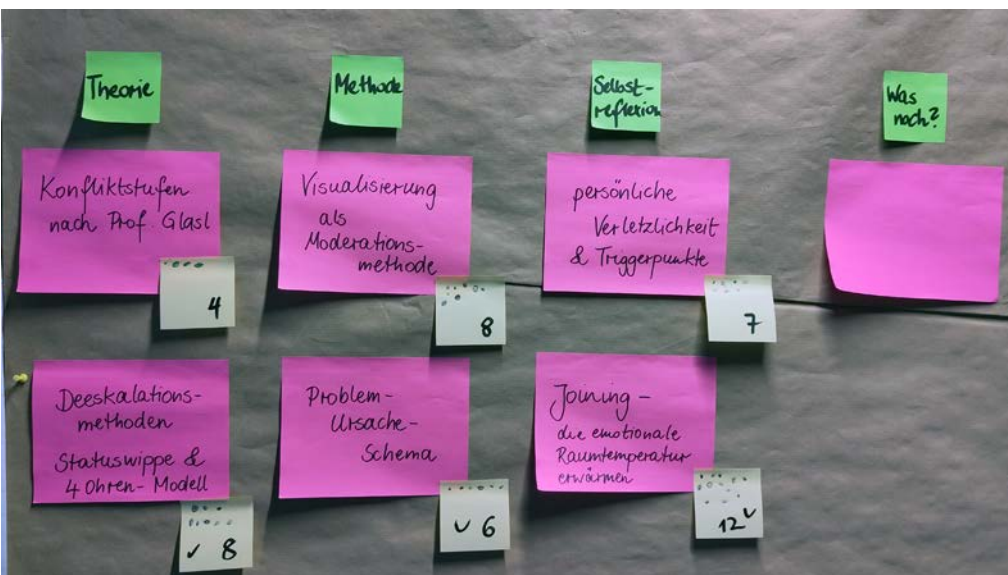 Theorie
Methode
Selbst-
reflexion
Was
noch?
Konfliktstufen
nach Prof. Glasl
4
Visualisierung
als
Moderations-
methode
8
persönliche
Verletzlichkeit
& Triggerpunkte
7
Deeskalations-
methoden
Statuswippe &
4 Ohren-Modell
✓ 8
Problem-
Ursache-
Schema
✓ 6
Joining -
die emotionale
Raumtemperatur
erwärmen
12 ✓